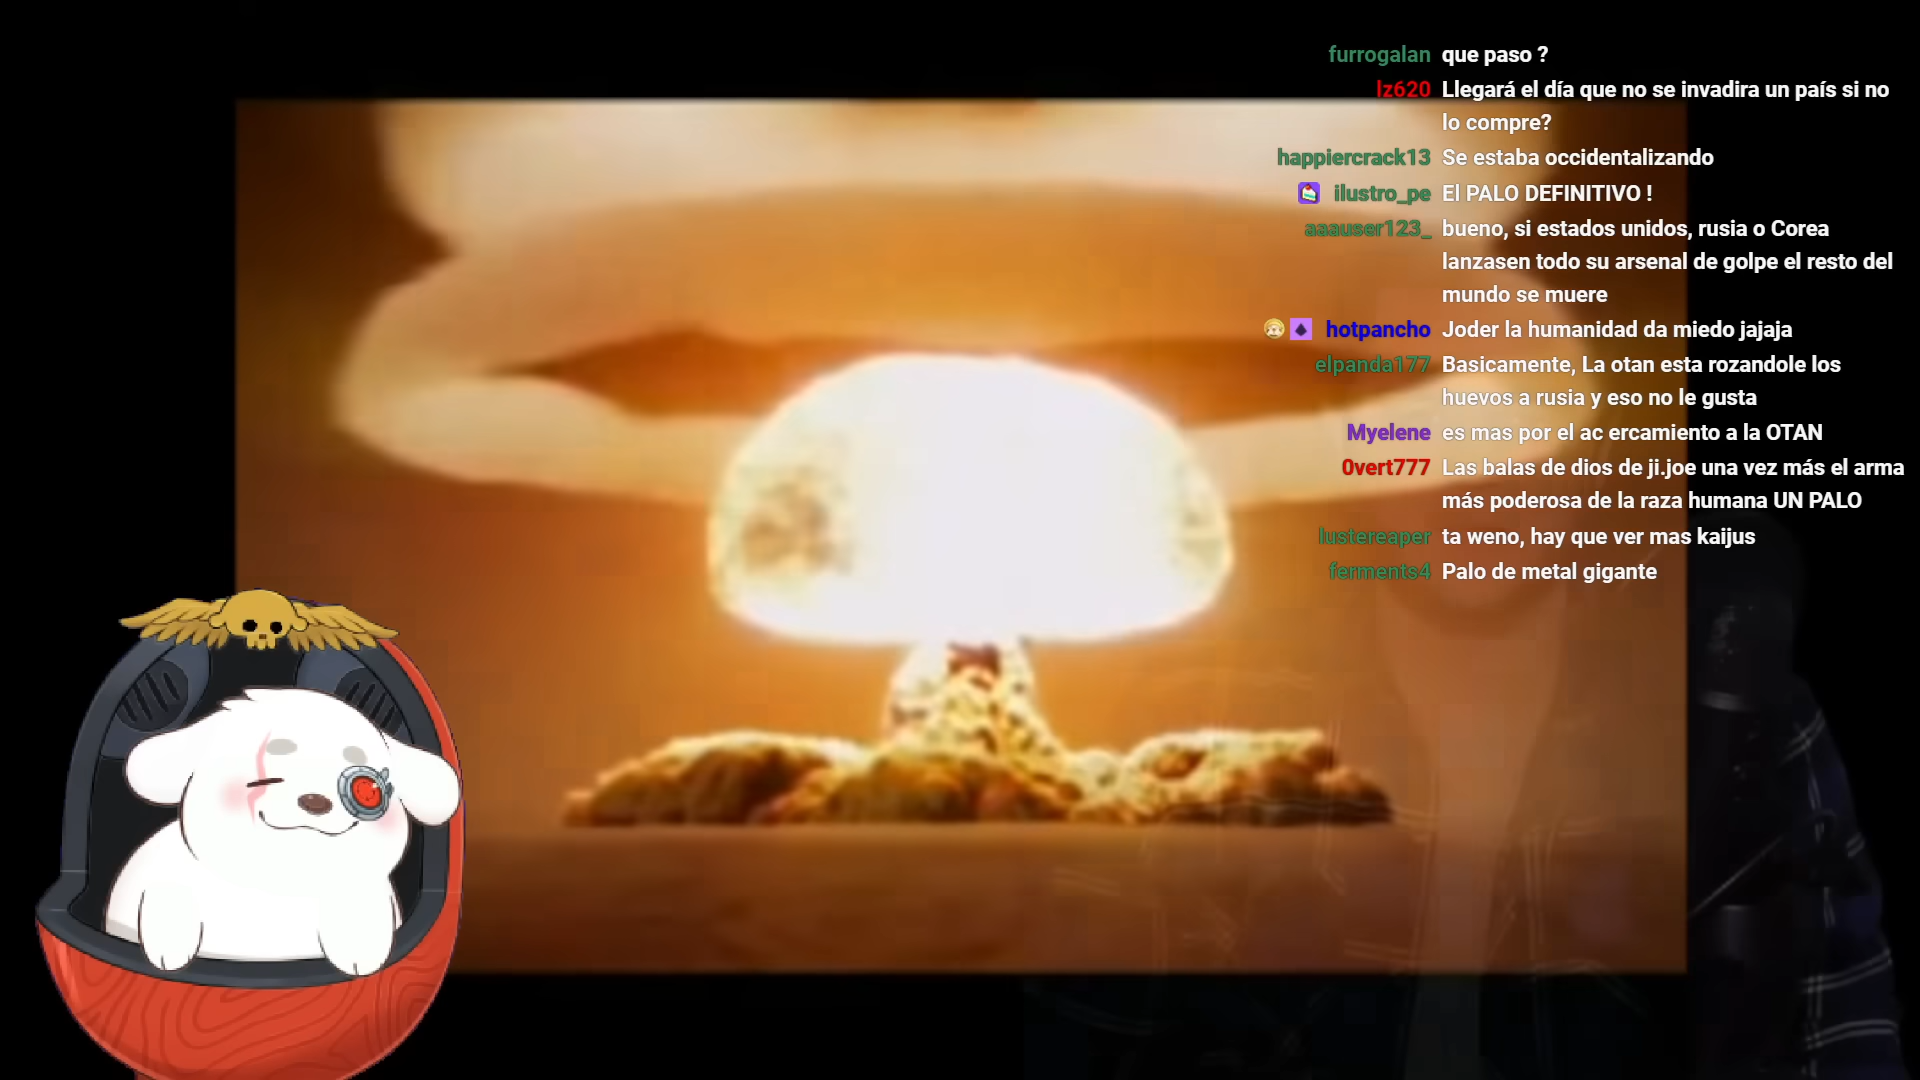 furrogalan que paso ?
lz620 Llegará el día que no se invadira un país si no
lo compre?
happiercrack13 Se estaba occidentalizando
ilustro_pe El PALO DEFINITIVO !
aaauser123_ bueno, si estados unidos, rusia o Corea
lanzasen todo su arsenal de golpe el resto del
mundo se muere
hotpancho Joder la humanidad da miedo jajaja
elpanda177 Basicamente, La otan esta rozandole los
huevos a rusia y eso no le gusta
Myelene es mas por el ac ercamiento a la OTAN
0vert777 Las balas de dios de ji.joe una vez más el arma
más poderosa de la raza humana UN PALO
lustereaper ta weno, hay que ver mas kaijus
ferments4 Palo de metal gigante